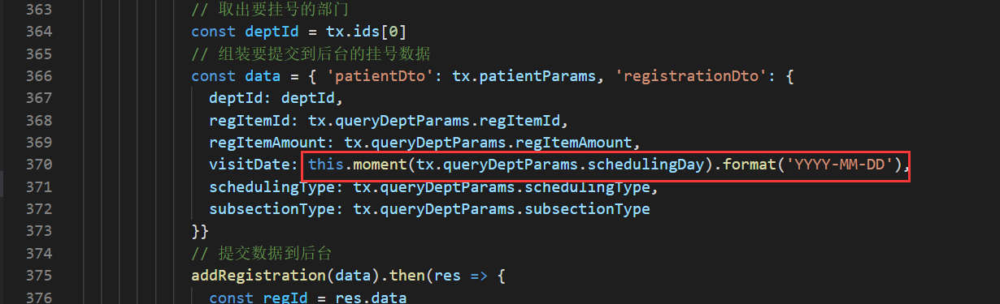 363 // 取出要挂号的部门
364 const deptId = tx.ids[0]
365 // 组装要提交到后台的挂号数据
366 const data = { 'patientDto': tx.patientParams, 'registrationDto': {
367 deptId: deptId,
368 regItemId: tx.queryDeptParams.regItemId,
369 regItemAmount: tx.queryDeptParams.regItemAmount,
370 visitDate: this.moment(tx.queryDeptParams.schedulingDay).format('YYYY-MM-DD'),
371 schedulingType: tx.queryDeptParams.schedulingType,
372 subsectionType: tx.queryDeptParams.subsectionType
373 }}
374 // 提交数据到后台
375 addRegistration(data).then(res => {
376 const regId = res.data